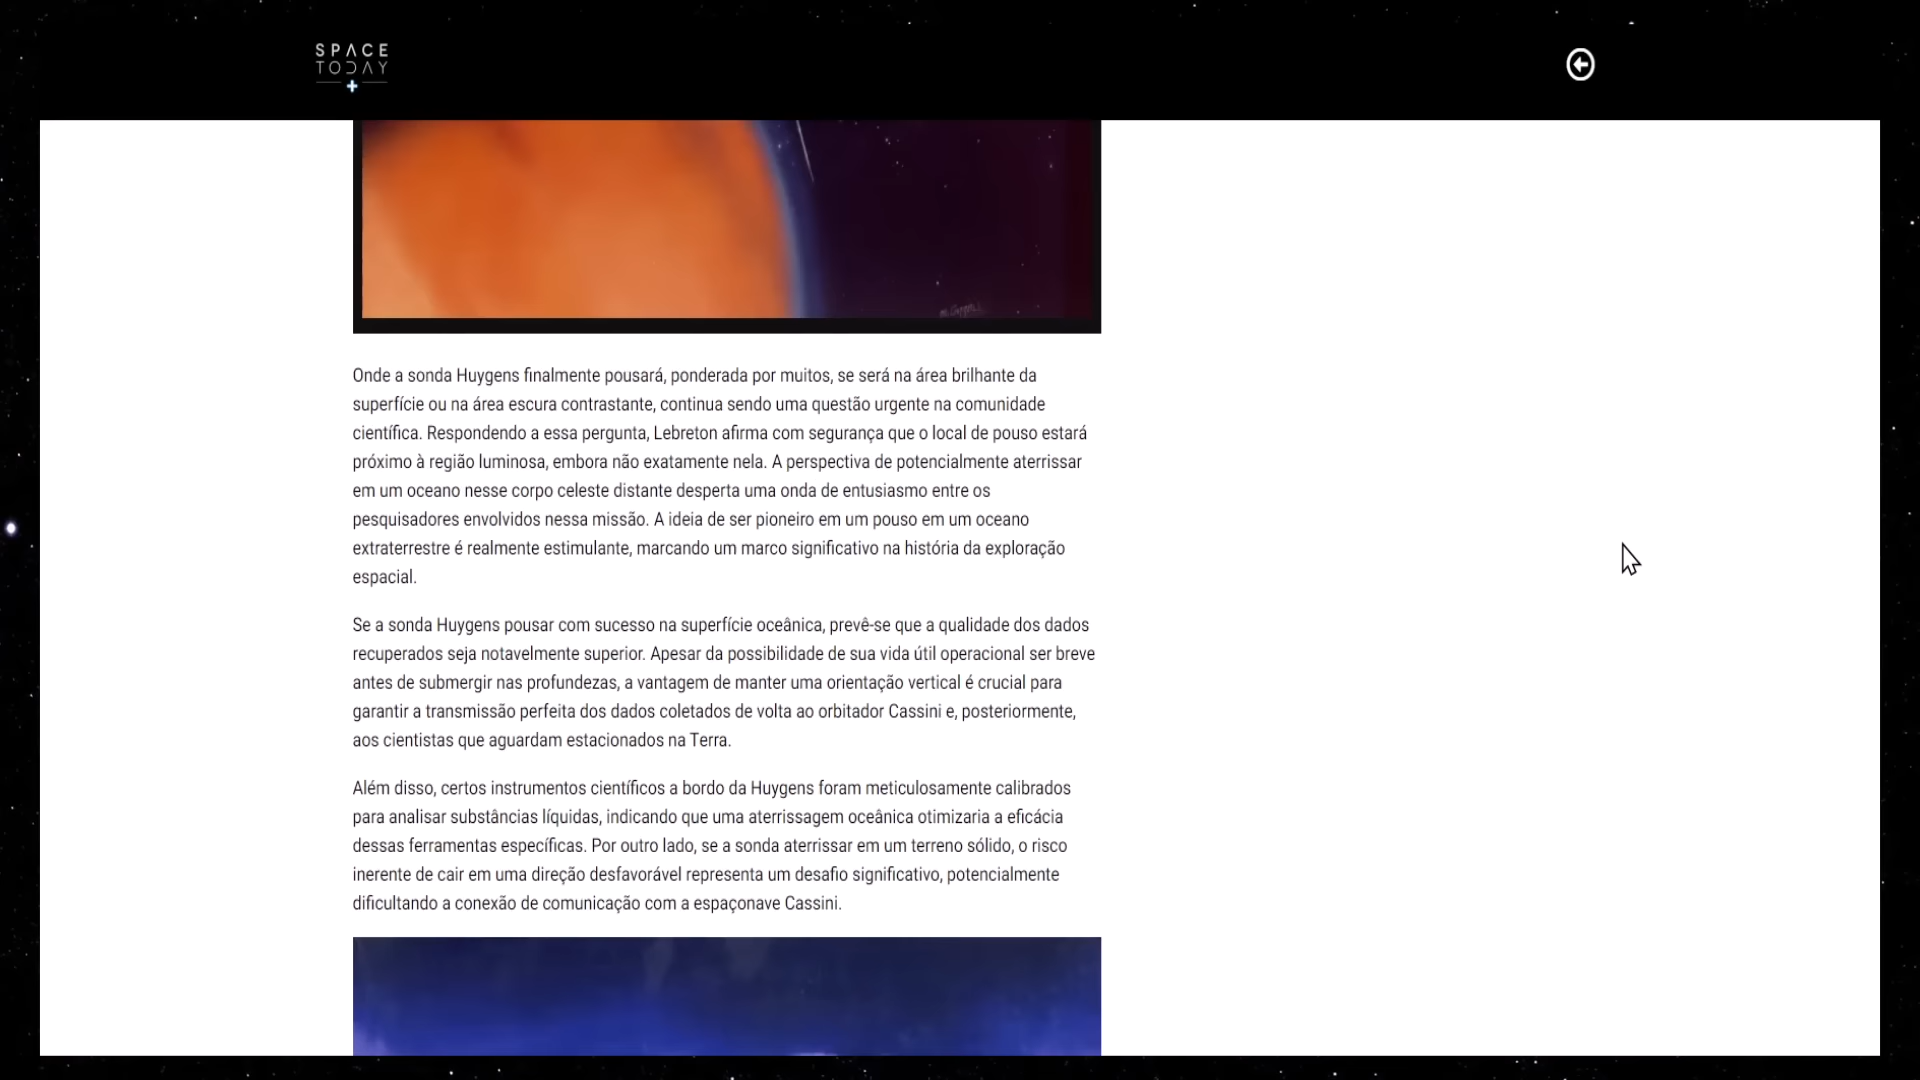 SPACE
TODAY
Onde a sonda Huygens finalmente pousará, ponderada por muitos, se será na área brilhante da
superfície ou na área escura contrastante, continua sendo uma questão urgente na comunidade
científica. Respondendo a essa pergunta, Lebreton afirma com segurança que o local de pouso estará
próximo à região luminosa, embora não exatamente nela. A perspectiva de potencialmente aterrissar
em um oceano nesse corpo celeste distante desperta uma onda de entusiasmo entre os
pesquisadores envolvidos nessa missão. A ideia de ser pioneiro em um pouso em um oceano
extraterrestre é realmente estimulante, marcando um marco significativo na história da exploração
espacial.
Se a sonda Huygens pousar com sucesso na superfície oceânica, prevê-se que a qualidade dos dados
recuperados seja notavelmente superior. Apesar da possibilidade de sua vida útil operacional ser breve
antes de submergir nas profundezas, a vantagem de manter uma orientação vertical é crucial para
garantir a transmissão perfeita dos dados coletados de volta ao orbitador Cassini e, posteriormente,
aos cientistas que aguardam estacionados na Terra.
Além disso, certos instrumentos científicos a bordo da Huygens foram meticulosamente calibrados
para analisar substâncias líquidas, indicando que uma aterrissagem oceânica otimizaria a eficácia
dessas ferramentas específicas. Por outro lado, se a sonda aterrissar em um terreno sólido, o risco
inerente de cair em uma direção desfavorável representa um desafio significativo, potencialmente
dificultando a conexão de comunicação com a espaçonave Cassini.